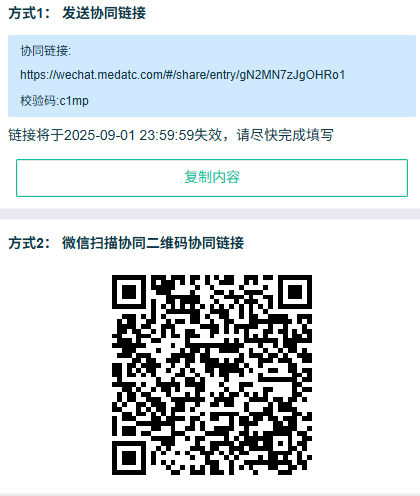 方式1： 发送协同链接
协同链接:
https://wechat.medatc.com/#/share/entry/gN2MN7zJgOHRo1
校验码:c1mp
链接将于2025-09-01 23:59:59失效，请尽快完成填写
复制内容
方式2： 微信扫描协同二维码协同链接